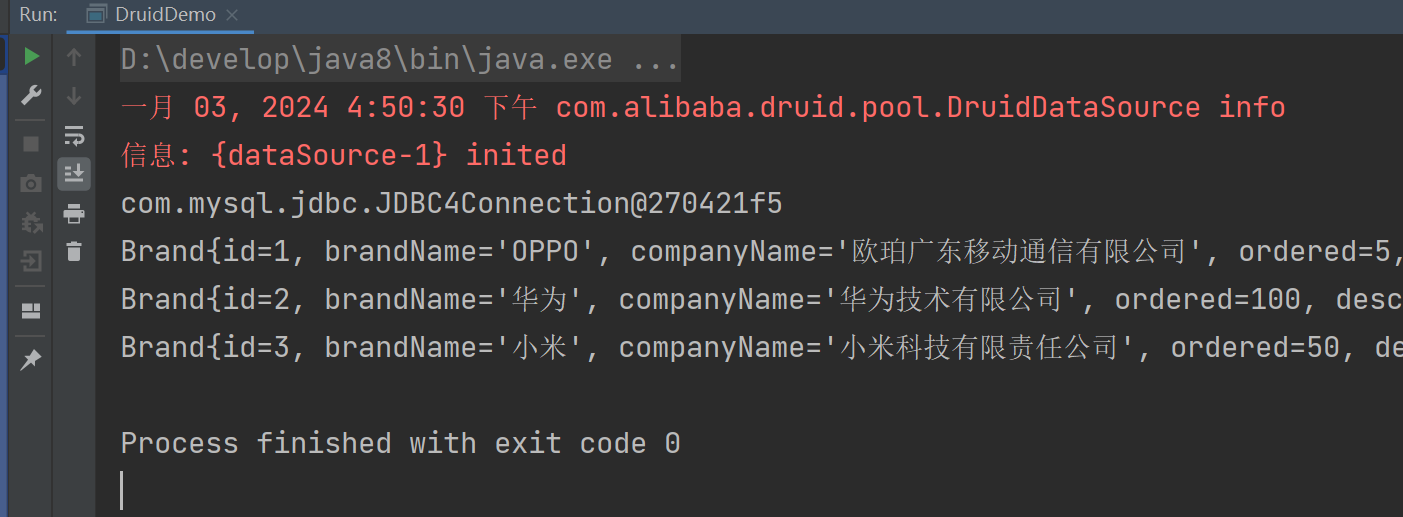 Run: DruidDemo
D:\develop\java8\bin\java.exe ...
一月 03, 2024 4:50:30 下午 com.alibaba.druid.pool.DruidDataSource info
信息: {dataSource-1} inited
com.mysql.jdbc.JDBC4Connection@270421f5
Brand{id=1, brandName='OPPO', companyName='欧珀广东移动通信有限公司', ordered=5,
Brand{id=2, brandName='华为', companyName='华为技术有限公司', ordered=100, desc
Brand{id=3, brandName='小米', companyName='小米科技有限责任公司', ordered=50, de
Process finished with exit code 0